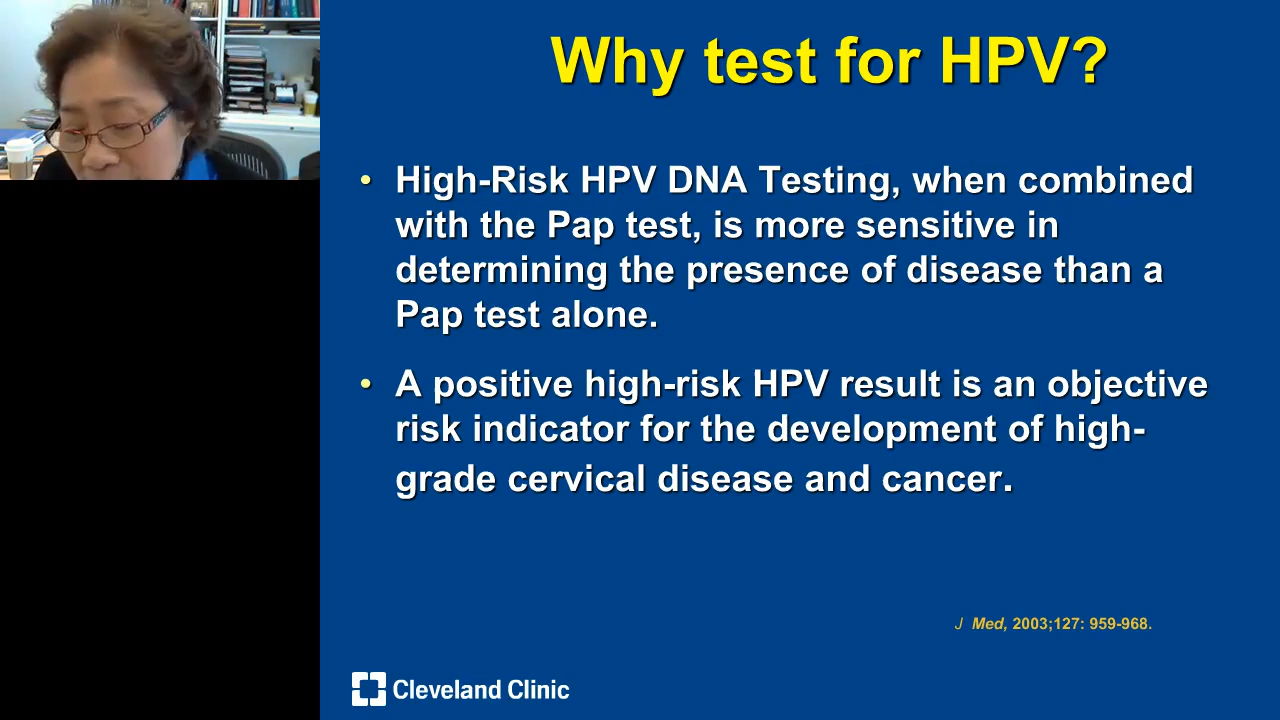 Why test for HPV?
• High-Risk HPV DNA Testing, when combined
with the Pap test, is more sensitive in
determining the presence of disease than a
Pap test alone.
• A positive high-risk HPV result is an objective
risk indicator for the development of high-
grade cervical disease and cancer.
J Med, 2003;127: 959-968.
Cleveland Clinic